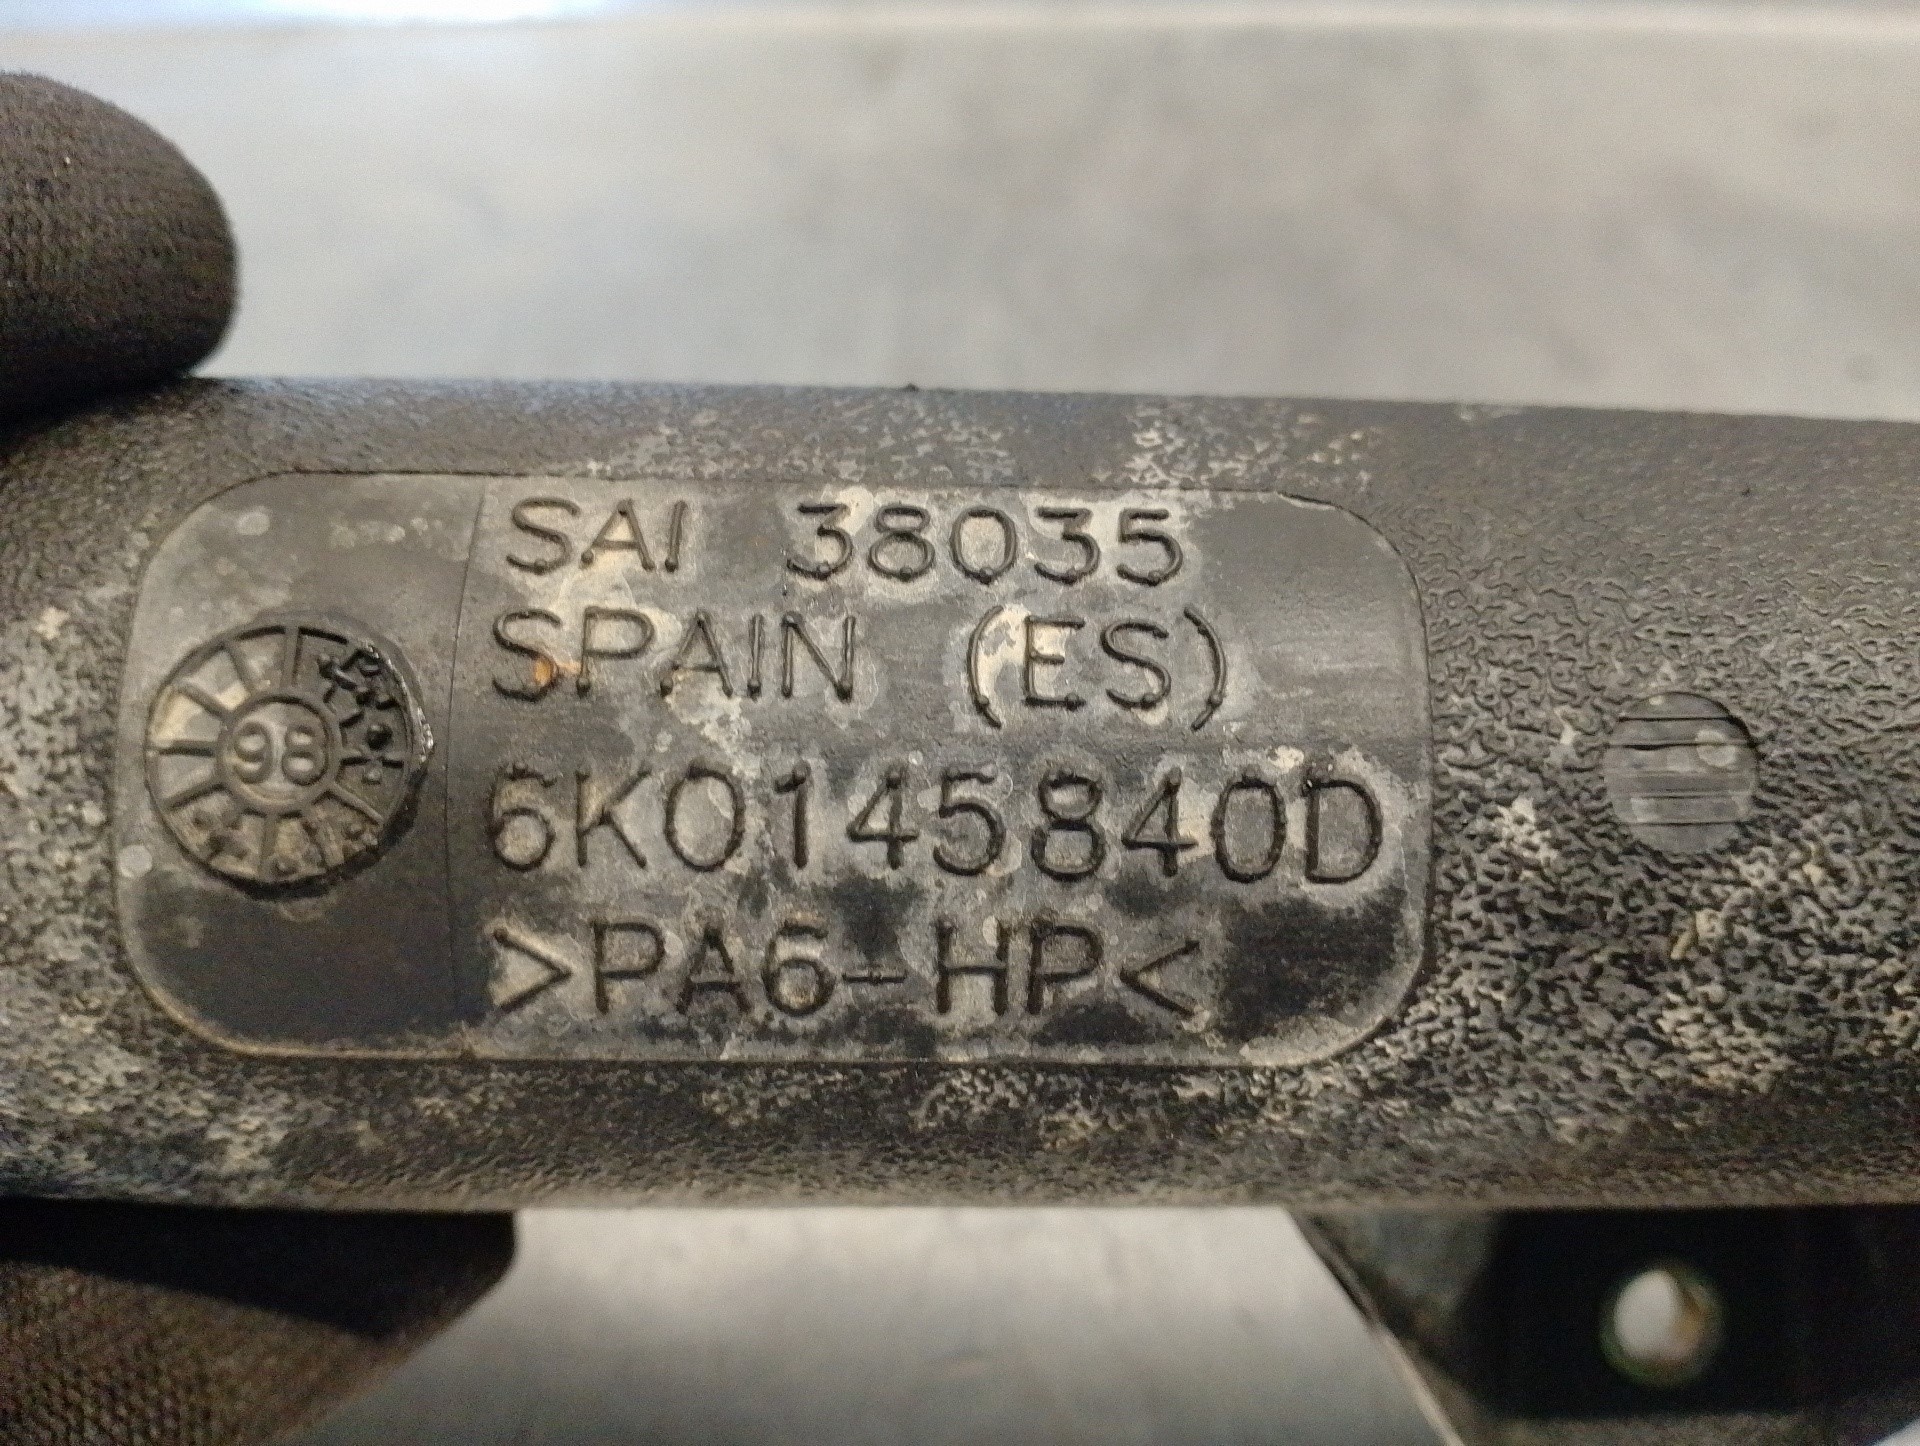 SAI 38035
SPAIN (ES)
98
6K0145840D
>PA6-HP<